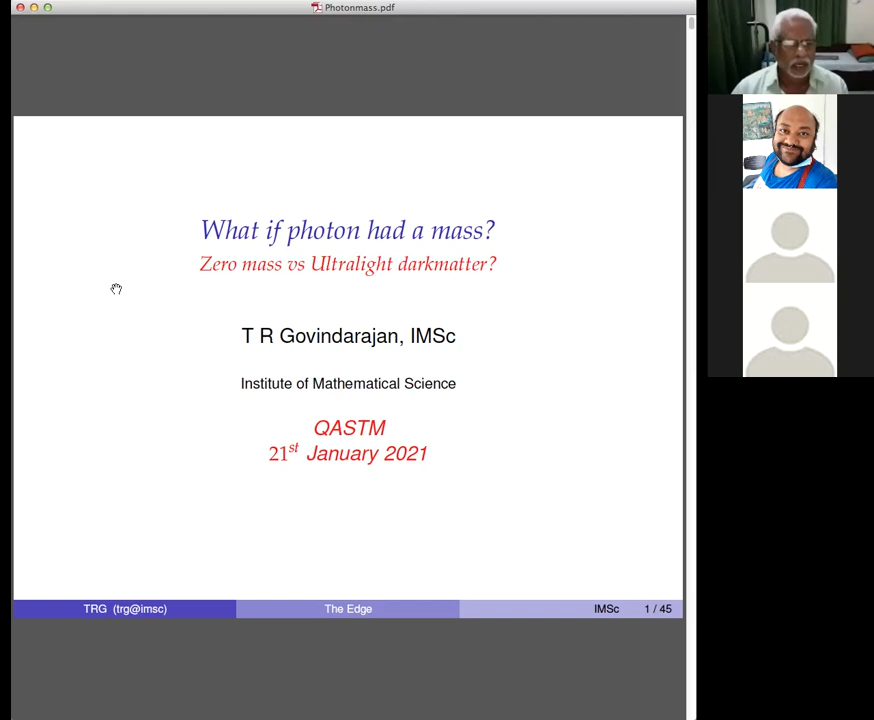 Photonmass.pdf
What if photon had a mass?
Zero mass vs Ultralight darkmatter?
T R Govindarajan, IMSc
Institute of Mathematical Science
QASTM
21st January 2021
TRG (trg@imsc) The Edge IMSc 1 / 45